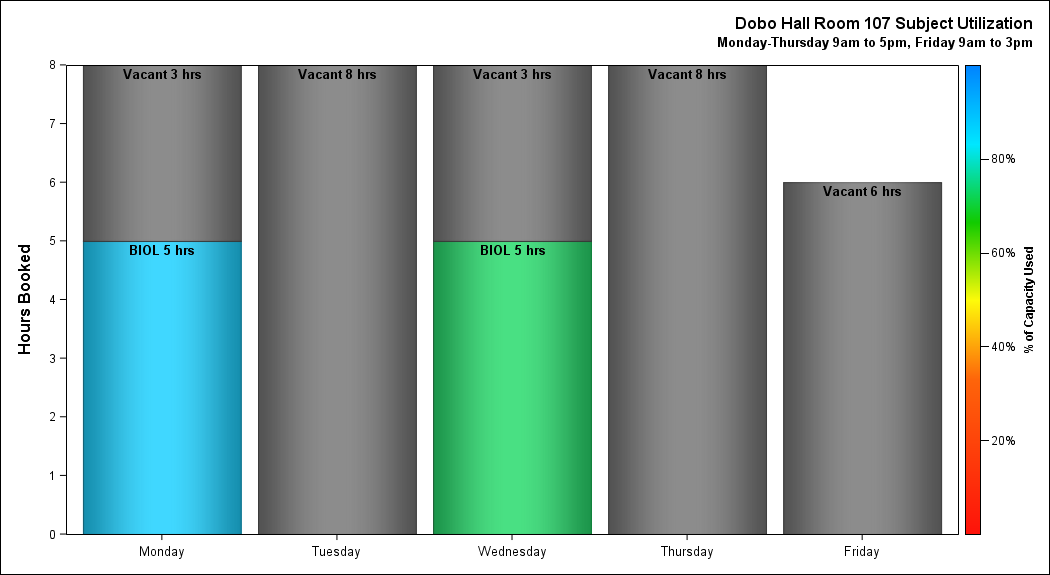 Dobo Hall Room 107 Subject Utilization
Monday-Thursday 9am to 5pm, Friday 9am to 3pm
Hours Booked
8
7
6
5
4
3
2
1
0
Vacant 3 hrs
BIOL 5 hrs
Vacant 8 hrs
Vacant 3 hrs
BIOL 5 hrs
Vacant 8 hrs
Vacant 6 hrs
Monday
Tuesday
Wednesday
Thursday
Friday
80%
60%
40%
20%
% of Capacity Used